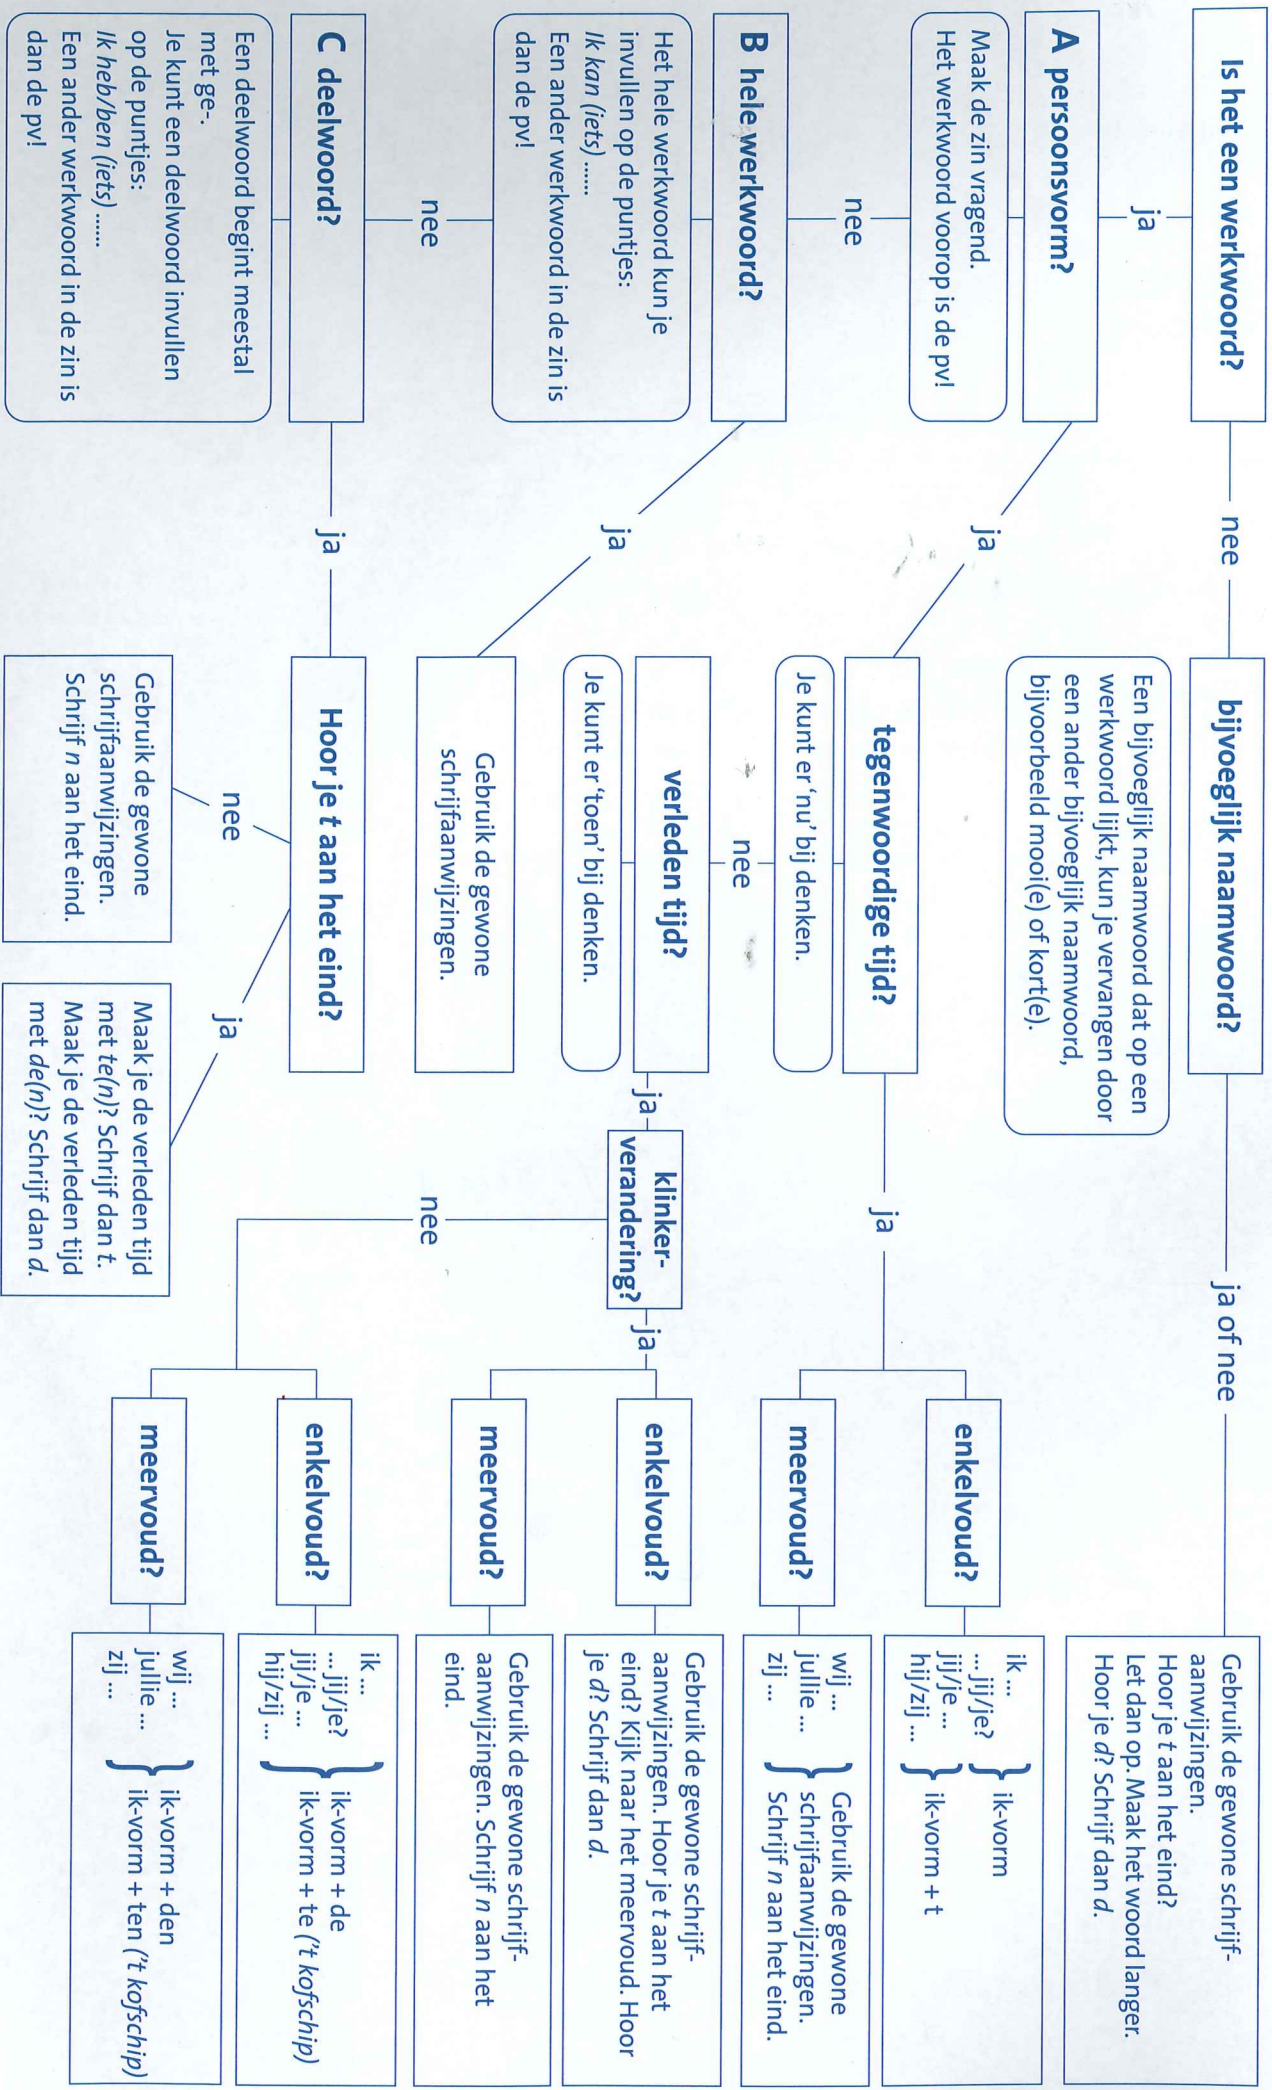 Is het een werkwoord?
nee
bijvoeglijk naamwoord?
ja of nee
Gebruik de gewone schrijf-
aanwijzingen.
Hoor je t aan het eind?
Let dan op. Maak het woord langer.
Hoor je d? Schrijf dan d.
Een bijvoeglijk naamwoord dat op een
werkwoord lijkt, kun je vervangen door
een ander bijvoeglijk naamwoord,
bijvoorbeeld mooi(e) of kort(e).
ja
A persoonsvorm?
Maak de zin vragend.
Het werkwoord voorop is de pv!
ja
tegenwoordige tijd?
Je kunt er ‘nu’ bij denken.
ja
enkelvoud?
ik ...
... jij/je?
jij/je ...
hij/zij ...
ik-vorm
ik-vorm + t
meervoud?
wij ...
jullie ...
zij ...
Gebruik de gewone
schrijfaanwijzingen.
Schrijf n aan het eind.
nee
verleden tijd?
Je kunt er ‘toen’ bij denken.
ja
klinker-
verandering?
ja
enkelvoud?
Gebruik de gewone schrijf-
aanwijzingen. Hoor je t aan het
eind? Kijk naar het meervoud. Hoor
je d? Schrijf dan d.
meervoud?
Gebruik de gewone schrijf-
aanwijzingen. Schrijf n aan het
eind.
nee
enkelvoud?
ik ...
... jij/je?
jij/je ...
hij/zij ...
ik-vorm + de
ik-vorm + te (’t kofschip)
meervoud?
wij ...
jullie ...
zij ...
ik-vorm + den
ik-vorm + ten (’t kofschip)
nee
B hele werkwoord?
Het hele werkwoord kun je
invullen op de puntjes:
Ik kan (iets) ......
Een ander werkwoord in de zin is
dan de pv!
ja
Gebruik de gewone
schrijfaanwijzingen.
nee
C deelwoord?
Een deelwoord begint meestal
met ge-.
Je kunt een deelwoord invullen
op de puntjes:
Ik heb/ben (iets) ......
Een ander werkwoord in de zin is
dan de pv!
ja
Hoor je t aan het eind?
nee
Gebruik de gewone
schrijfaanwijzingen.
Schrijf n aan het eind.
ja
Maak je de verleden tijd
met te(n)? Schrijf dan t.
Maak je de verleden tijd
met de(n)? Schrijf dan d.